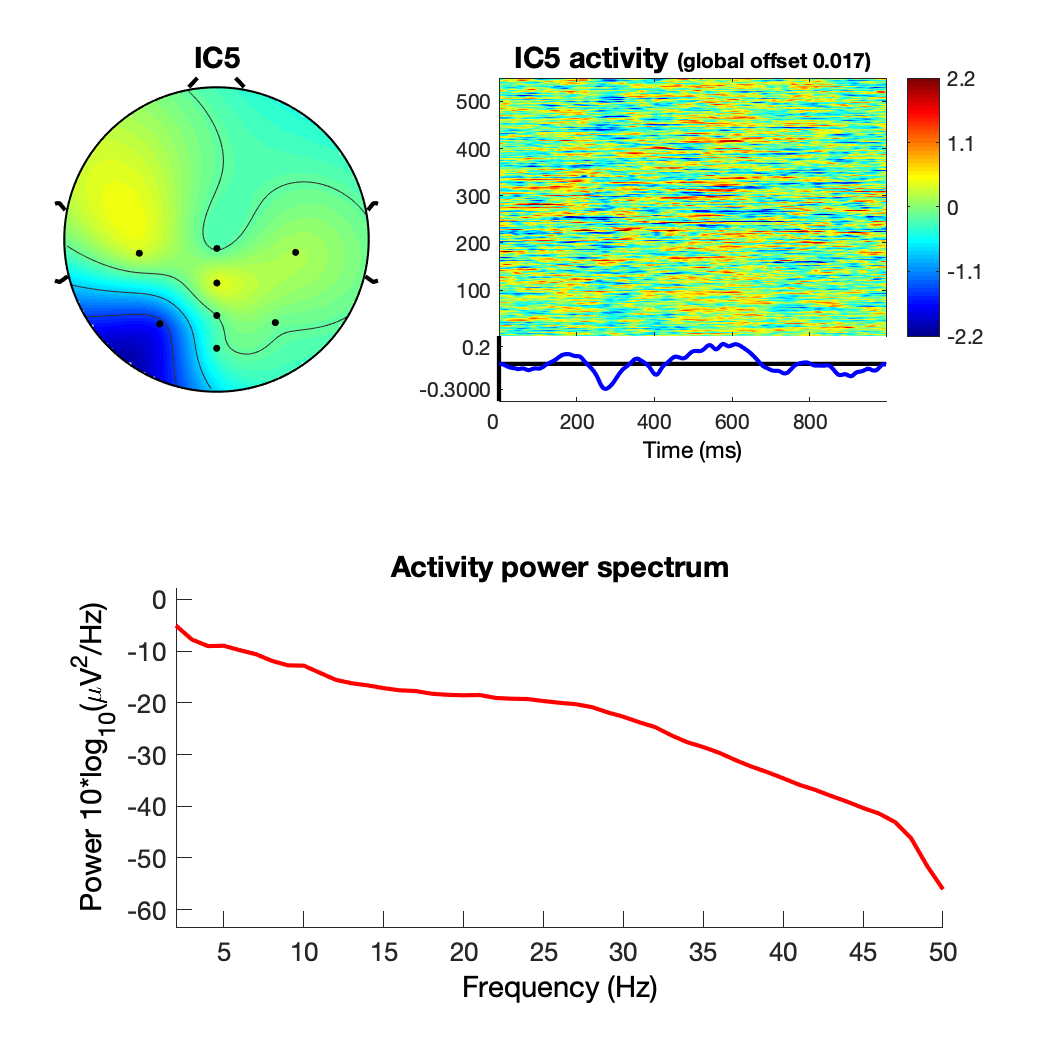 IC5
IC5 activity (global offset 0.017)
500
400
300
200
100
2.2
1.1
0
-1.1
-2.2
0.2
-0.3000
0 200 400 600 800
Time (ms)
Activity power spectrum
Power 10*log10(μV2/Hz)
0
-10
-20
-30
-40
-50
-60
5 10 15 20 25 30 35 40 45 50
Frequency (Hz)